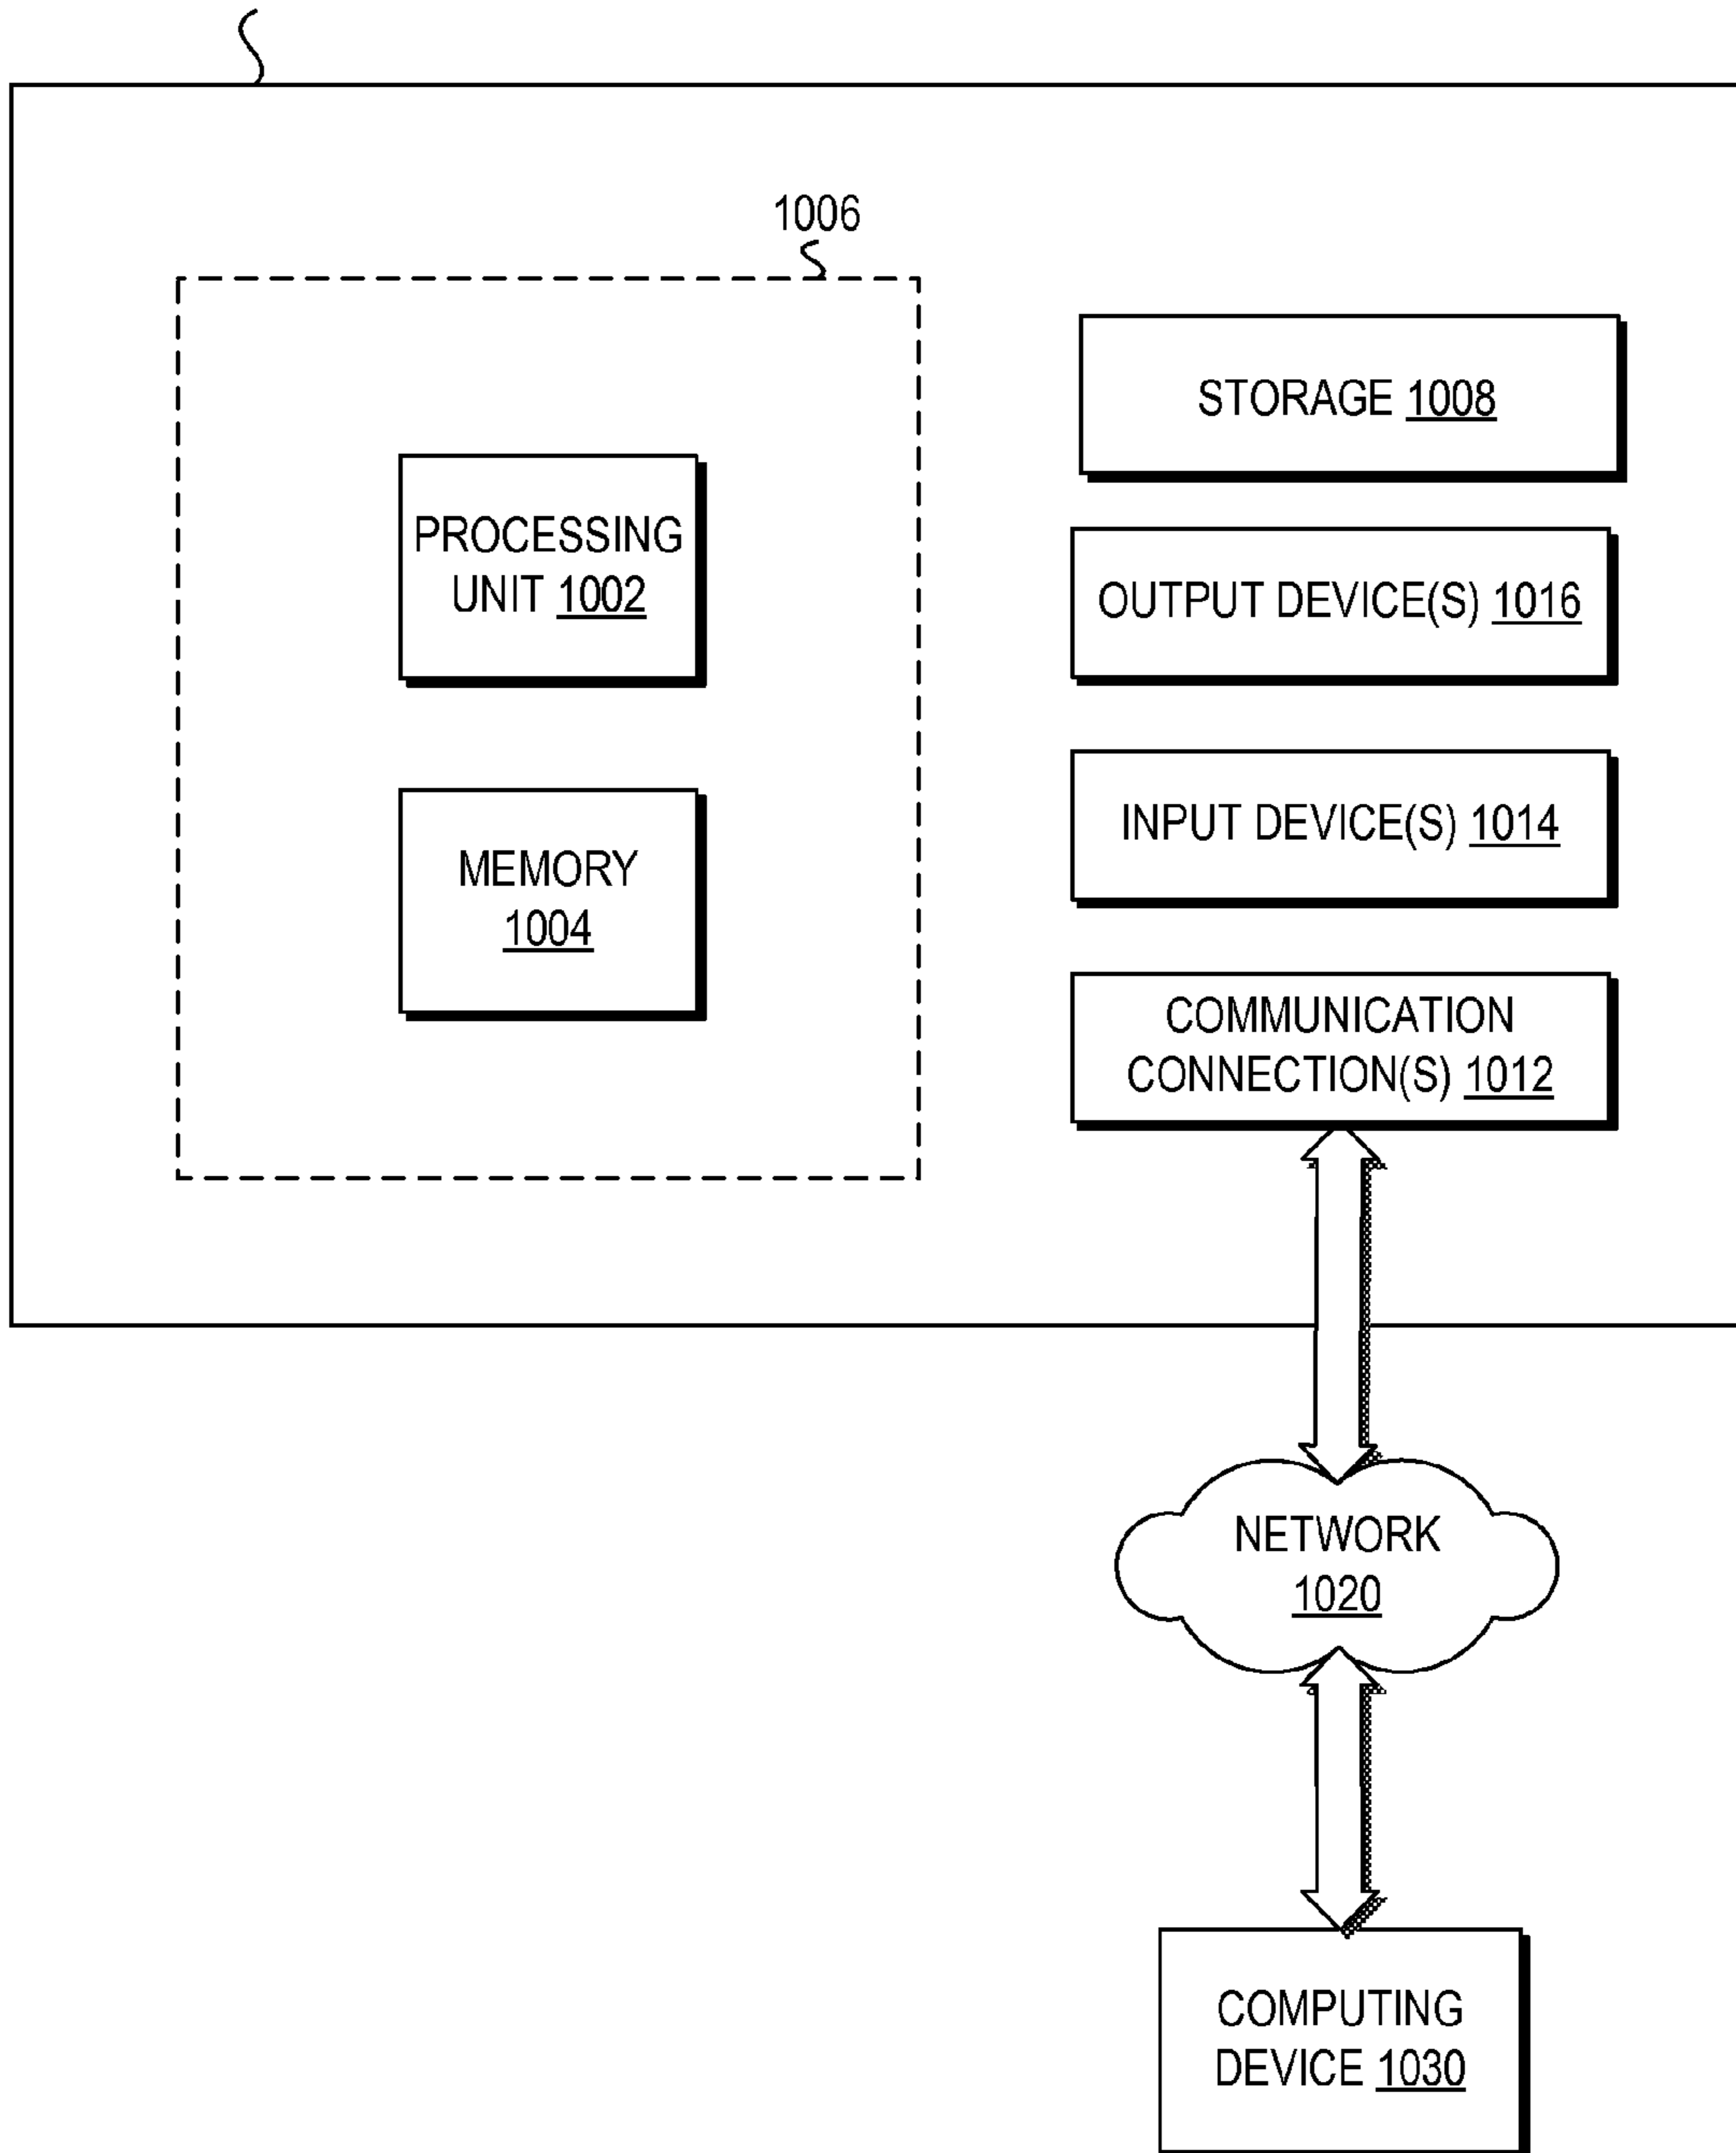 1006
STORAGE 1008
PROCESSING
UNIT 1002
OUTPUT DEVICE(S) 1016
INPUT DEVICE(S) 1014
MEMORY
1004
COMMUNICATION
CONNECTION(S) 1012
NETWORK
1020
COMPUTING
DEVICE 1030